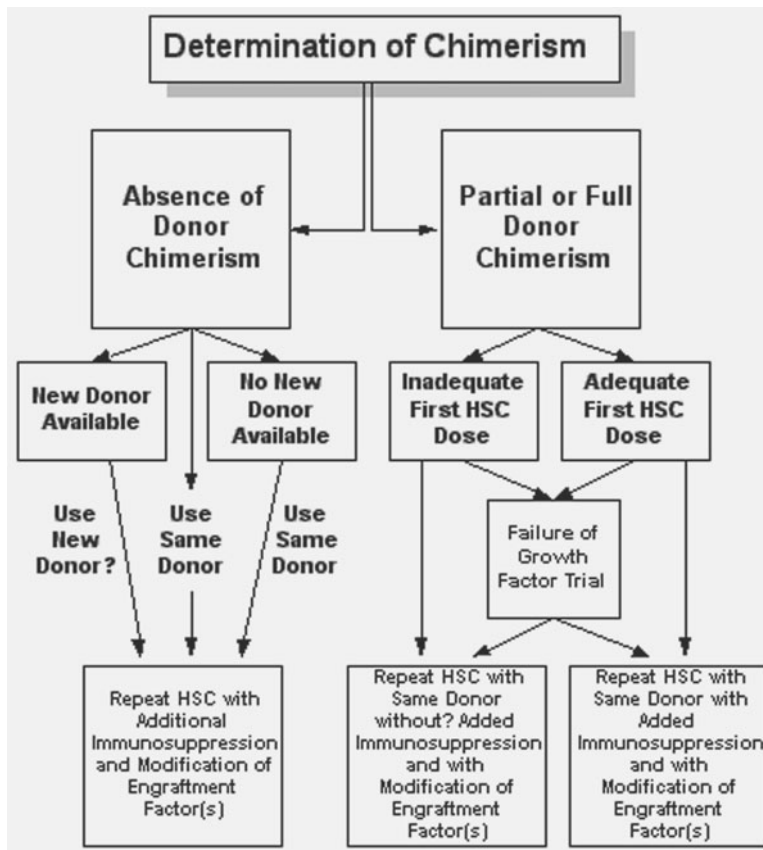 Determination of Chimerism
Absence of
Donor
Chimerism
Partial or Full
Donor
Chimerism
New Donor
Available
No New
Donor
Available
Inadequate
First HSC
Dose
Adequate
First HSC
Dose
Use
New
Donor?
Use
Same
Donor
Use
Same
Donor
Failure of
Growth
Factor Trial
Repeat HSC with
Additional
Immunosuppression
and Modification of
Engraftment
Factor(s)
Repeat HSC with
Same Donor
without? Added
Immunosuppression
and with
Modification of
Engraftment
Factor(s)
Repeat HSC with
Same Donor with
Added
Immunosuppression
and with
Modification of
Engraftment
Factor(s)